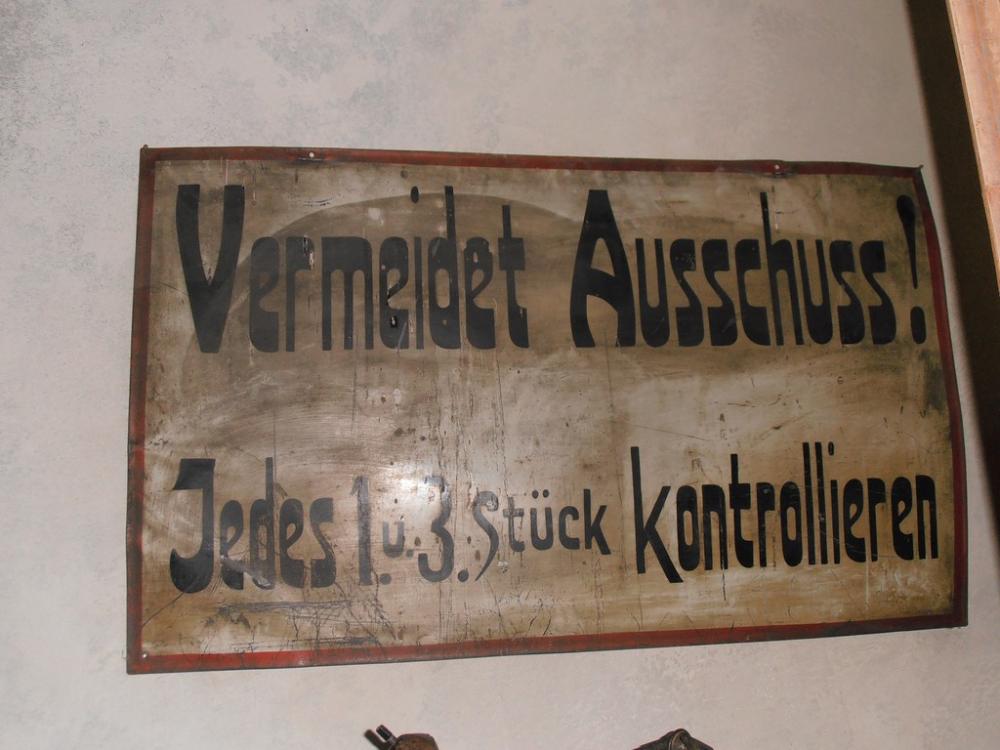 Vermeidet Ausschuss!
Jedes 1. u. 3. Stück kontrollieren